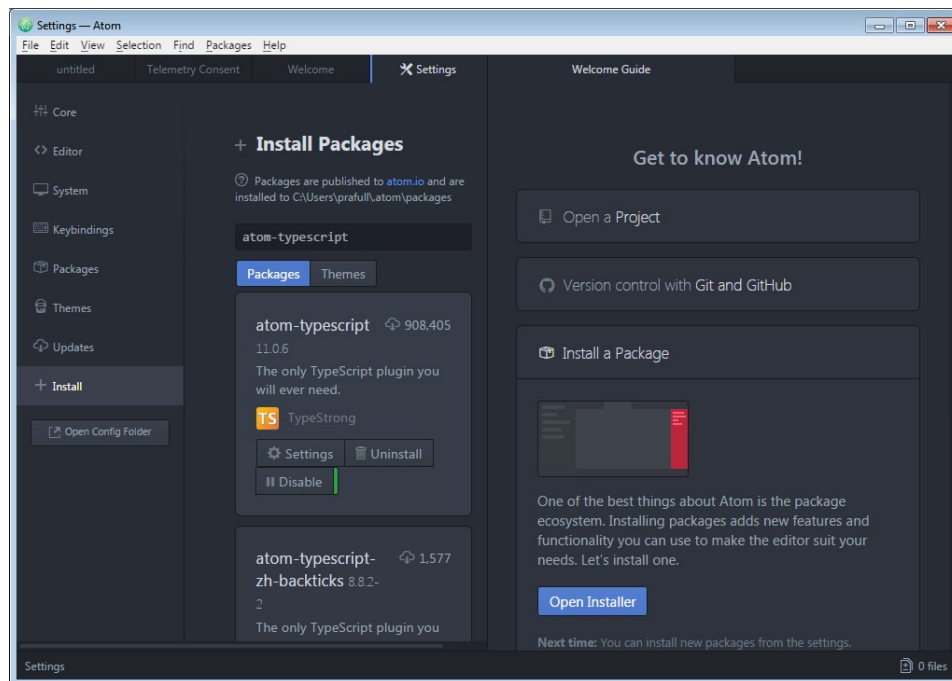 Settings — Atom
File Edit View Selection Find Packages Help
untitled Telemetry Consent Welcome Settings Welcome Guide
Core
Editor
System
Keybindings
Packages
Themes
Updates
Install
Open Config Folder
Install Packages
Packages are published to atom.io and are
installed to C:\Users\prafull\.atom\packages
atom-typescript
Packages Themes
atom-typescript 908,405
11.0.6
The only TypeScript plugin you
will ever need.
TS TypeStrong
Settings Uninstall
Disable
atom-typescript- 1,577
zh-backticks 8.8.2-
2
The only TypeScript plugin you
Get to know Atom!
Open a Project
Version control with Git and GitHub
Install a Package
One of the best things about Atom is the package
ecosystem. Installing packages adds new features and
functionality you can use to make the editor suit your
needs. Let's install one.
Open Installer
Next time: You can install new packages from the settings.
Settings 0 files